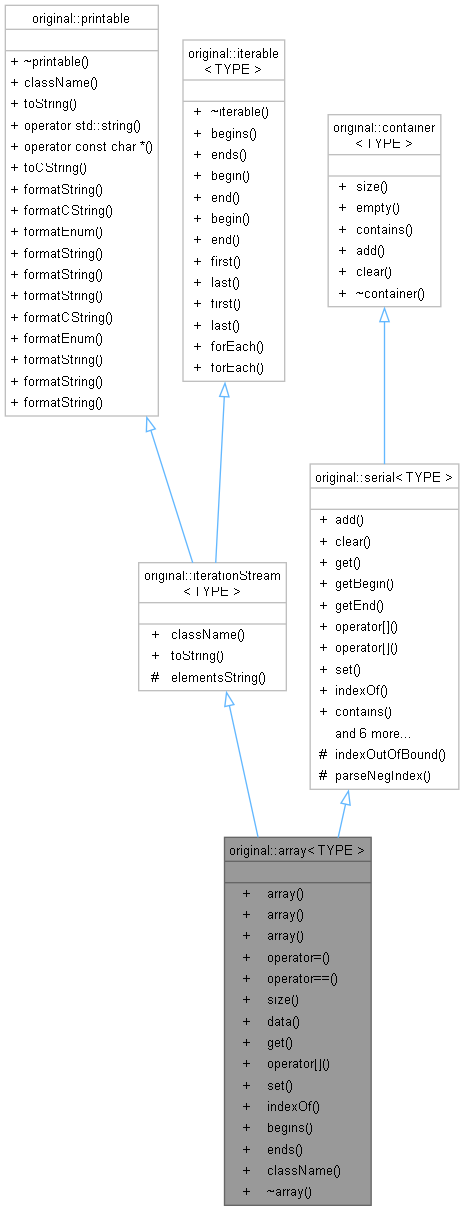 original::printable
+ ~printable()
+ className()
+ toString()
+ operator std::string()
+ operator const char *()
+ toCString()
+ formatString()
+ formatCString()
+ formatEnum()
+ formatString()
+ formatString()
+ formatString()
+ formatCString()
+ formatEnum()
+ formatString()
+ formatString()
+ formatString()
original::iterable
< TYPE >
+ ~iterable()
+ begins()
+ ends()
+ begin()
+ end()
+ begin()
+ end()
+ first()
+ last()
+ first()
+ last()
+ forEach()
+ forEach()
original::container
< TYPE >
+ size()
+ empty()
+ contains()
+ add()
+ clear()
+ ~container()
original::iterationStream
< TYPE >
+ className()
+ toString()
# elementsString()
original::serial< TYPE >
+ add()
+ clear()
+ get()
+ getBegin()
+ getEnd()
+ operator[]()
+ operator[]()
+ set()
+ indexOf()
+ contains()
and 6 more...
# indexOutOfBound()
# parseNegIndex()
original::array< TYPE >
+ array()
+ array()
+ array()
+ operator=()
+ operator==()
+ size()
+ data()
+ get()
+ operator[]()
+ set()
+ indexOf()
+ begins()
+ ends()
+ className()
+ ~array()